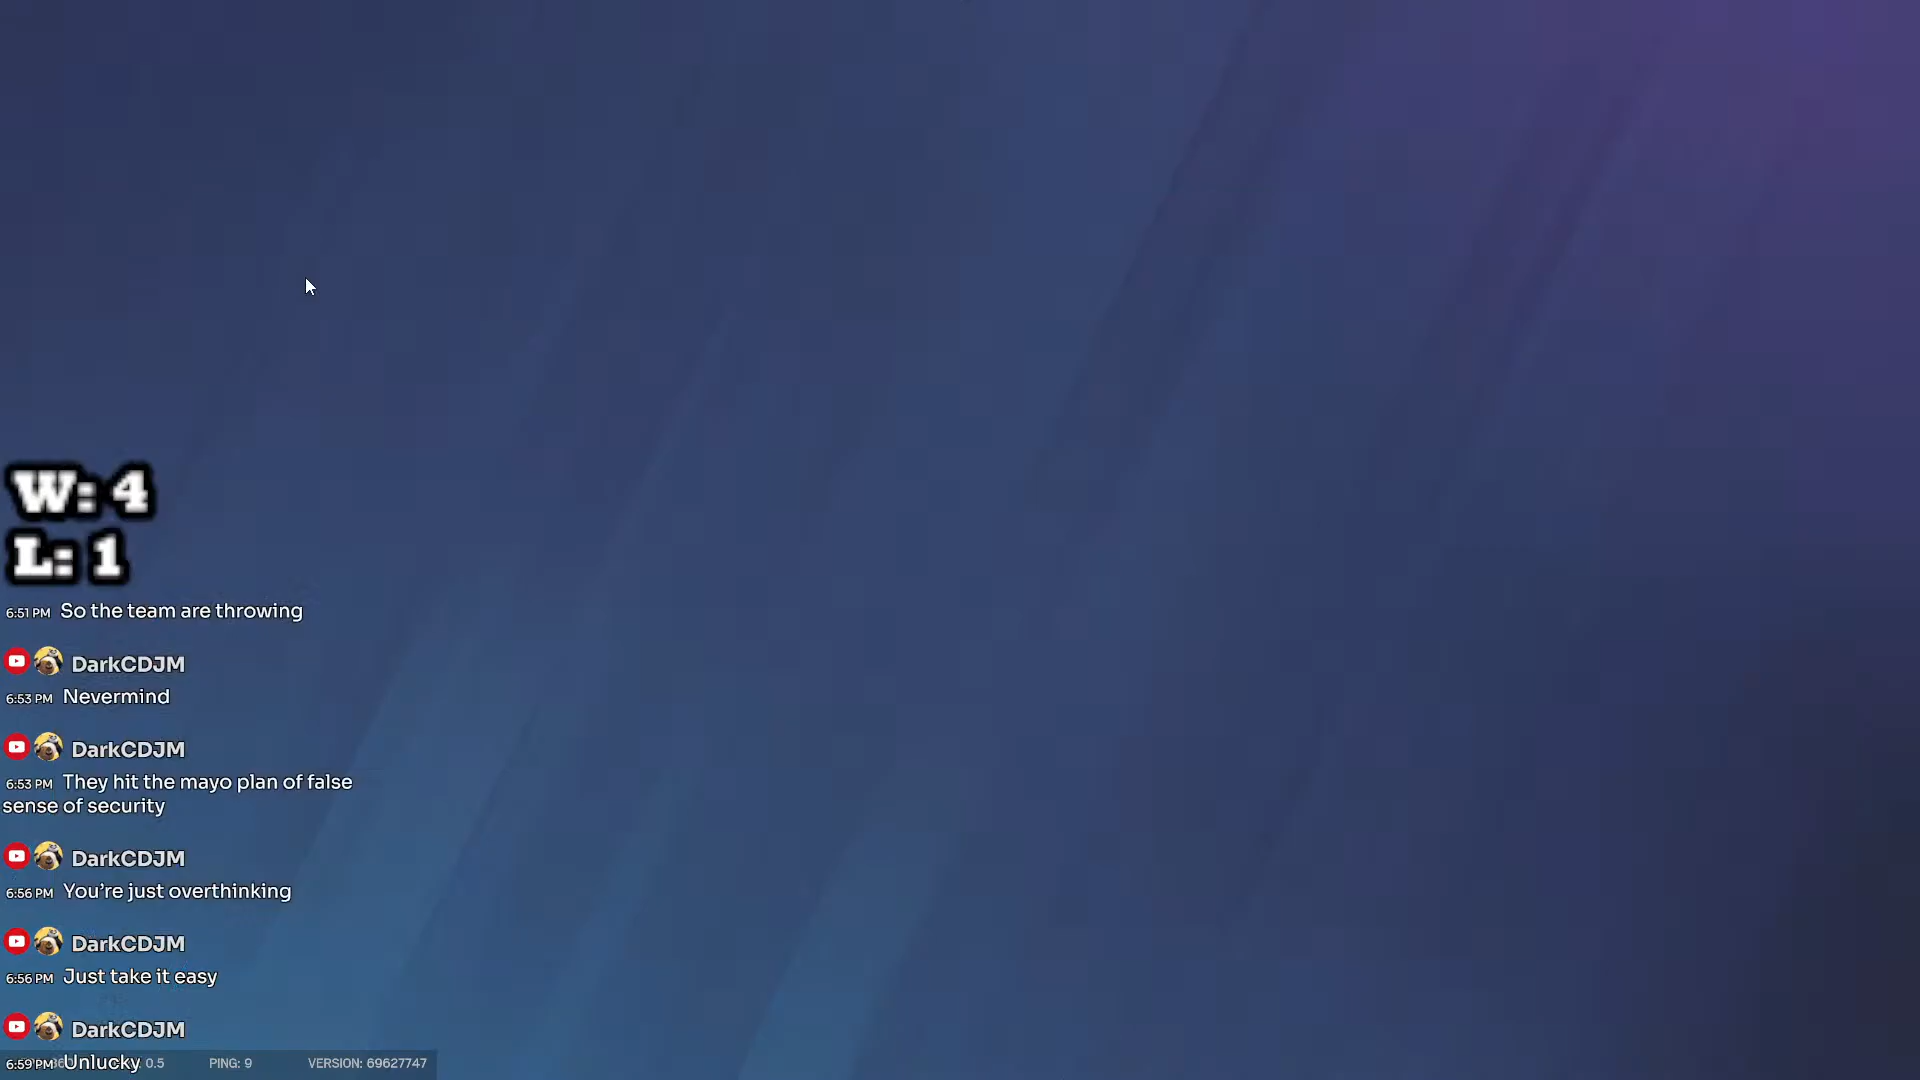 W: 4
L: 1
6:51 PM So the team are throwing
DarkCDJM
6:53 PM Nevermind
DarkCDJM
6:53 PM They hit the mayo plan of false
sense of security
DarkCDJM
6:56 PM You're just overthinking
DarkCDJM
6:56 PM Just take it easy
DarkCDJM
6:59 PM Unlucky
0.5 PING: 9 VERSION: 69627747